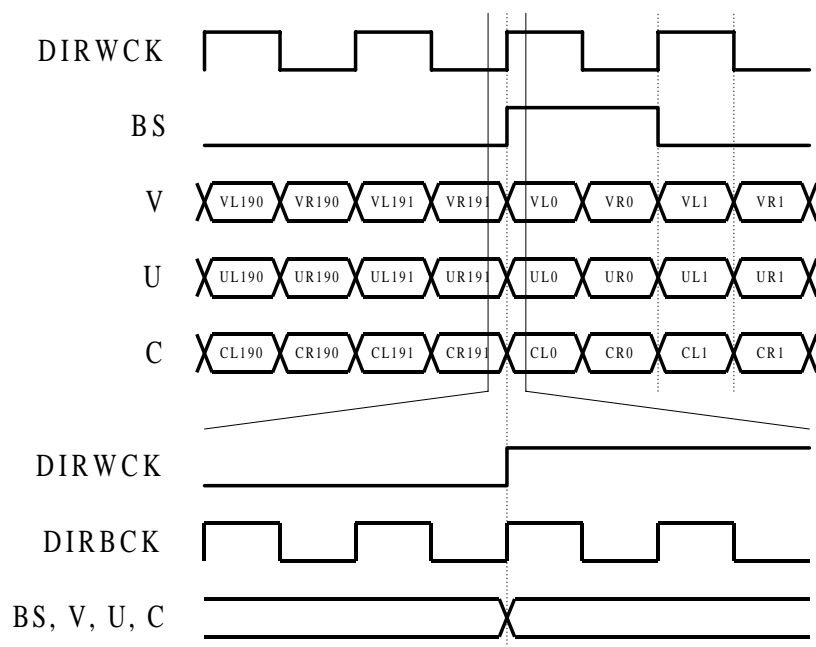 DIRWCK
BS
V VL190 VR190 VL191 VR191 VL0 VR0 VL1 VR1
U UL190 UR190 UL191 UR191 UL0 UR0 UL1 UR1
C CL190 CR190 CL191 CR191 CL0 CR0 CL1 CR1
DIRWCK
DIRBCK
BS, V, U, C